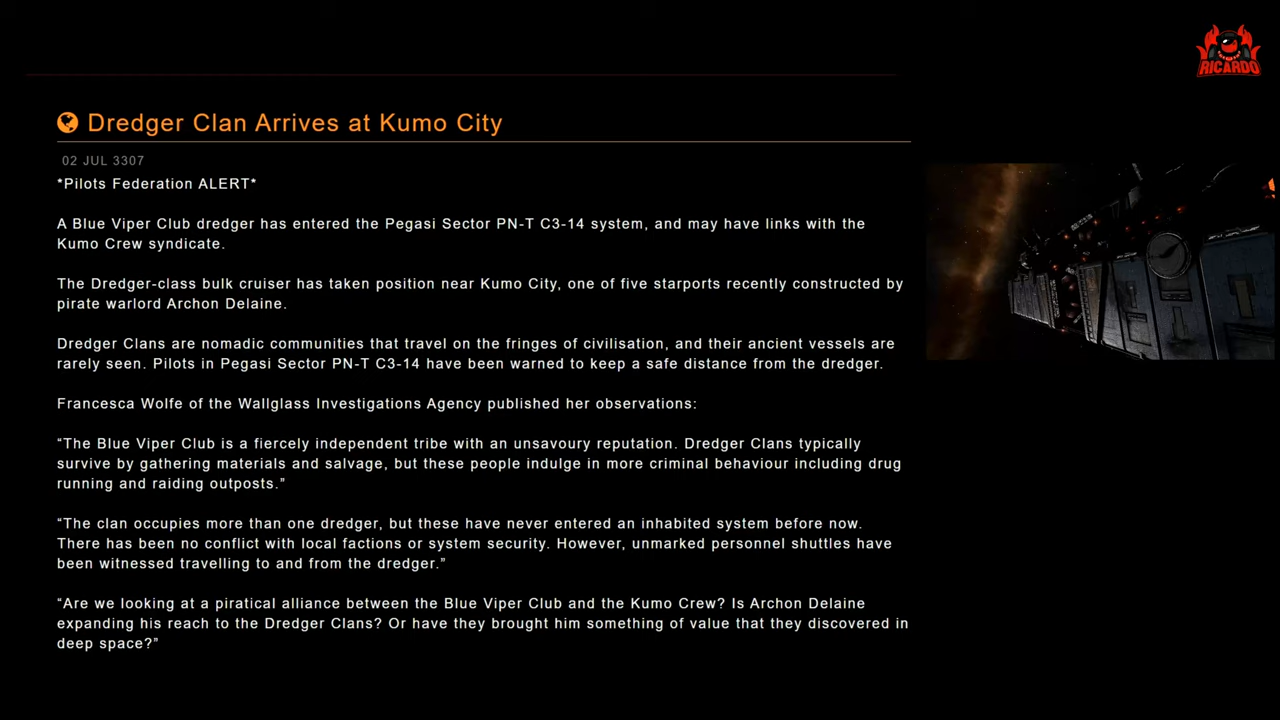 RICARDO
Dredger Clan Arrives at Kumo City
02 JUL 3307
*Pilots Federation ALERT*
A Blue Viper Club dredger has entered the Pegasi Sector PN-T C3-14 system, and may have links with the
Kumo Crew syndicate.
The Dredger-class bulk cruiser has taken position near Kumo City, one of five starports recently constructed by
pirate warlord Archon Delaine.
Dredger Clans are nomadic communities that travel on the fringes of civilisation, and their ancient vessels are
rarely seen. Pilots in Pegasi Sector PN-T C3-14 have been warned to keep a safe distance from the dredger.
Francesca Wolfe of the Wallglass Investigations Agency published her observations:
“The Blue Viper Club is a fiercely independent tribe with an unsavoury reputation. Dredger Clans typically
survive by gathering materials and salvage, but these people indulge in more criminal behaviour including drug
running and raiding outposts.”
“The clan occupies more than one dredger, but these have never entered an inhabited system before now.
There has been no conflict with local factions or system security. However, unmarked personnel shuttles have
been witnessed travelling to and from the dredger.”
“Are we looking at a piratical alliance between the Blue Viper Club and the Kumo Crew? Is Archon Delaine
expanding his reach to the Dredger Clans? Or have they brought him something of value that they discovered in
deep space?”